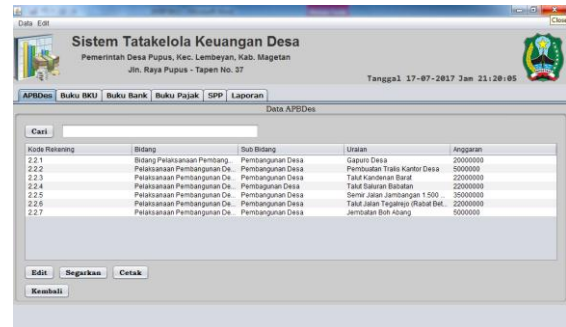 Data Edit
Close
Sistem Tatakelola Keuangan Desa
Pemerintah Desa Pupus, Kec. Lembeyan, Kab. Magetan
Jln. Raya Pupus - Tapen No. 37
Tanggal 17-07-2017 Jam 21:20:05
APBDes Buku BKU Buku Bank Buku Pajak SPP Laporan
Data APBDes
Cari
Kode Rekening Bidang Sub Bidang Uraian Anggaran
2.2.1 Bidang Pelaksanaan Pembang... Pembangunan Desa Gapuro Desa 20000000
2.2.2 Pelaksanaan Pembangunan De... Pembangunan Desa Pembuatan Tralis Kantor Desa 5000000
2.2.3 Pelaksanaan Pembangunan De... Pembangunan Desa Talut Kandenan Barat 22000000
2.2.4 Pelaksanaan Pembangunan De... Pembagunan Desa Talut Saluran Babatan 22000000
2.2.5 Pelaksanaan Pembangunan De... Pembangunan Desa Semir Jalan Jambangan 1.500 ... 35000000
2.2.6 Pelaksanaan Pembangunan De... Pembangunan Desa Talut Jalan Tegalrejo (Rabat Bet... 22000000
2.2.7 Pelaksanaan Pembangunan De... Pembangunan Desa Jembatan Boh Abang 5000000
Edit Segarkan Cetak
Kembali